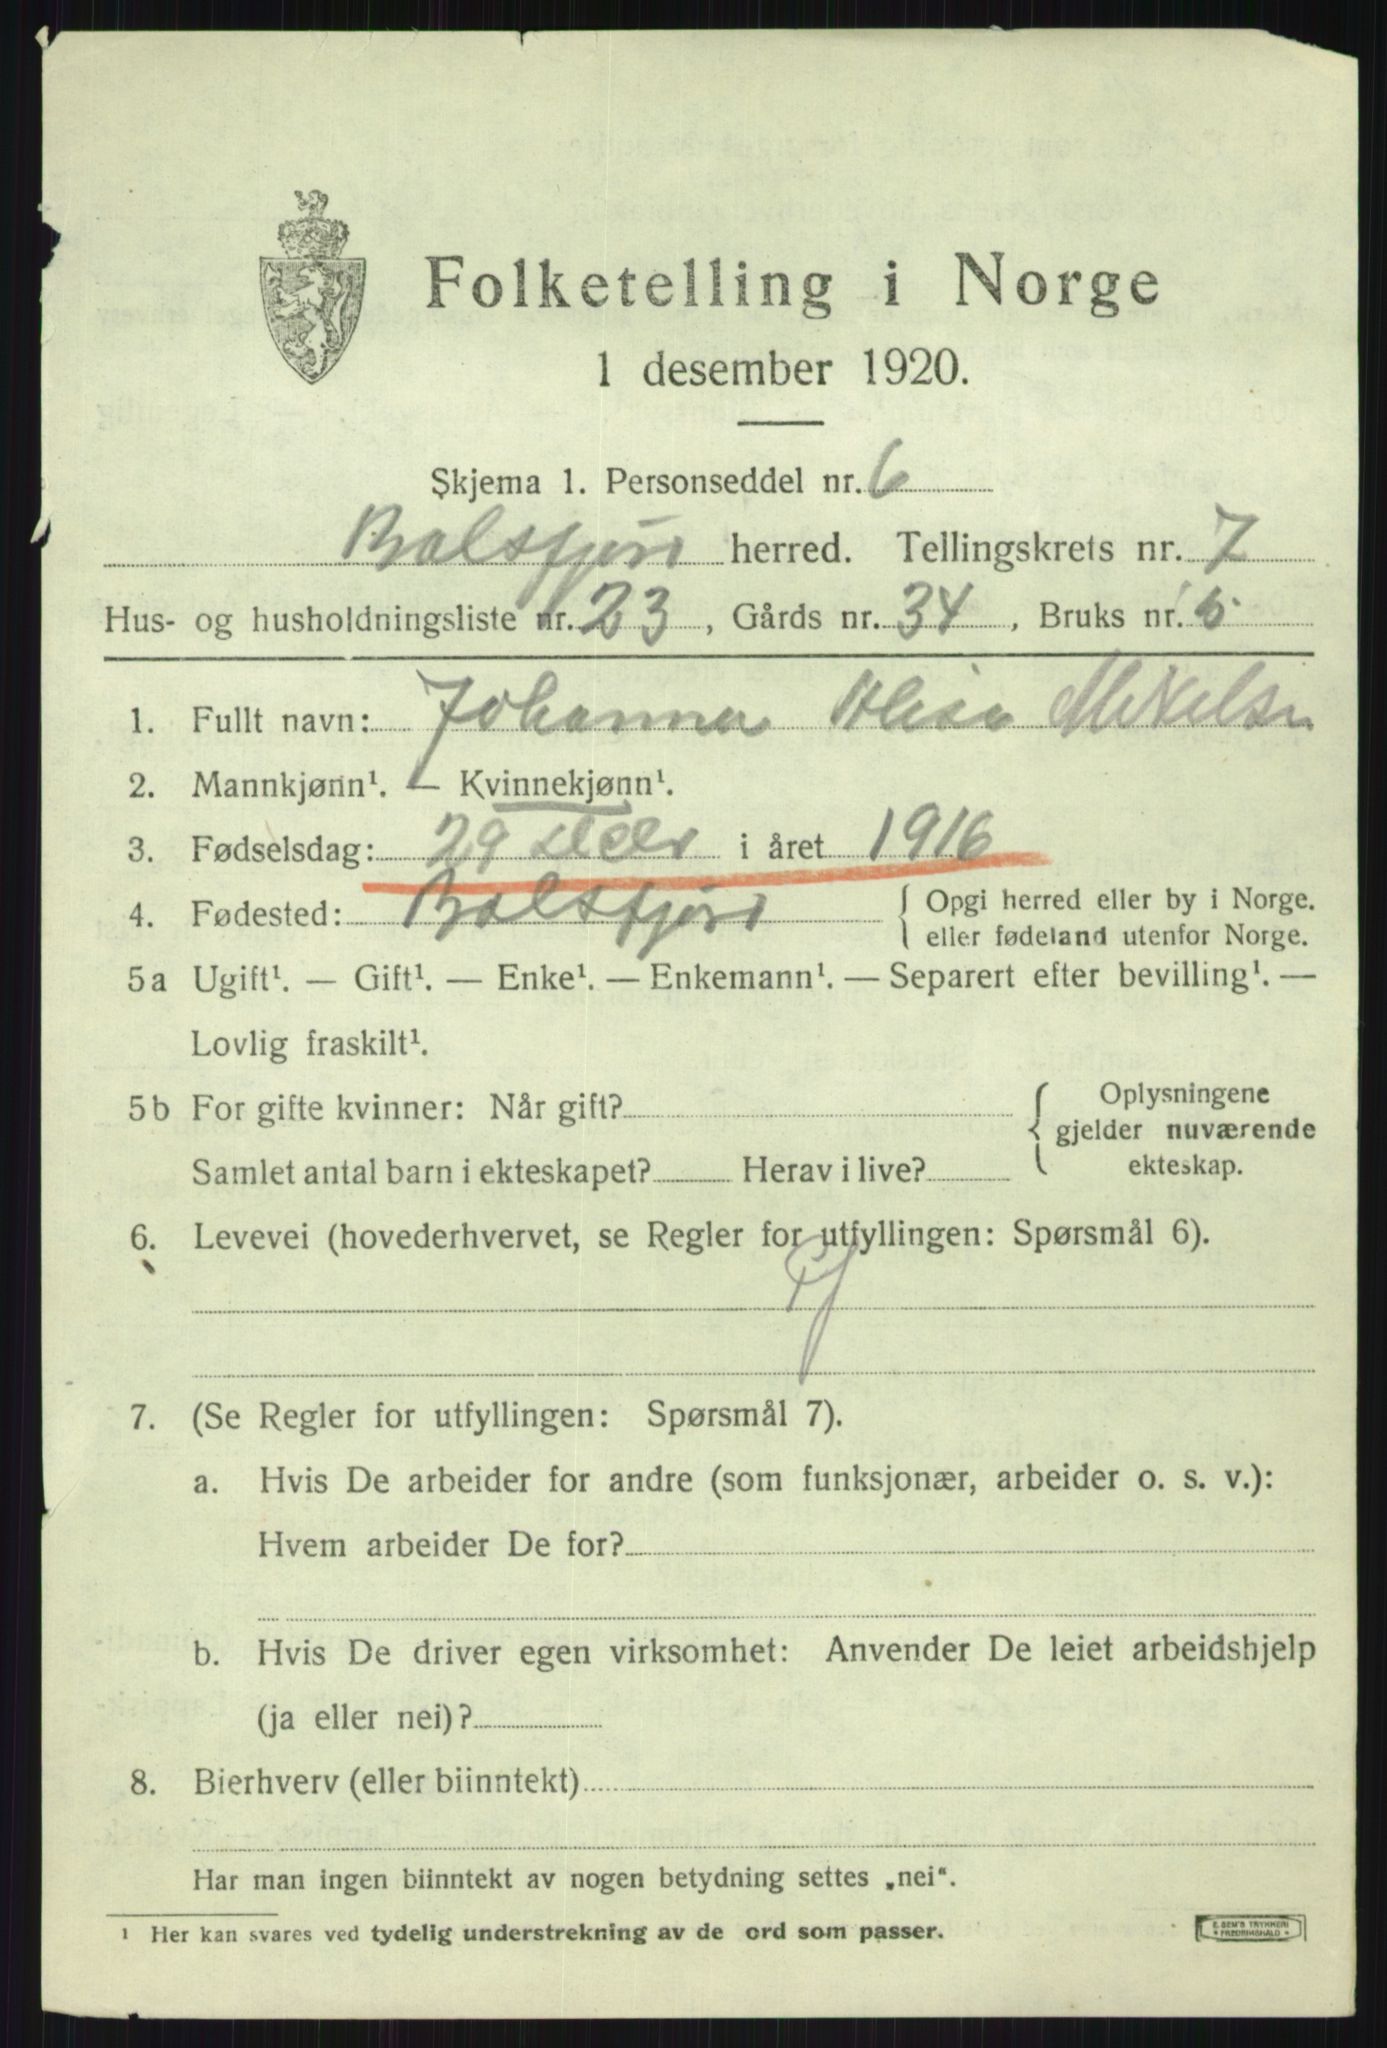 Folketelling i Norge
1 desember 1920.
Skjema 1. Personseddel nr. 6
Balsfjord herred. Tellingskrets nr. 7
Hus- og husholdningsliste nr. 23, Gårds nr. 34, Bruks nr.
1. Fullt navn: Johanna Mikelsn
2. Mannkjønn¹. — Kvinnekjønn¹.
3. Fødselsdag: 29 i året 1916
4. Fødested: Balsfjord { Opgi herred eller by i Norge.
eller fødeland utenfor Norge.
5a Ugift¹. — Gift¹. — Enke¹. — Enkemann¹. — Separert efter bevilling¹. —
Lovlig fraskilt¹.
5b For gifte kvinner: Når gift? { Oplysningene
gjelder nuværende
Samlet antal barn i ekteskapet? Herav i live? ekteskap.
6. Levevei (hovederhvervet, se Regler for utfyllingen: Spørsmål 6).
7. (Se Regler for utfyllingen: Spørsmål 7).
a. Hvis De arbeider for andre (som funksjonær, arbeider o. s. v.):
Hvem arbeider De for?
b. Hvis De driver egen virksomhet: Anvender De leiet arbeidshjelp
(ja eller nei)?
8. Bierhverv (eller biinntekt)
Har man ingen biinntekt av nogen betydning settes „nei“.
¹ Her kan svares ved tydelig understrekning av de ord som passer.
E. SEM'S TRYKKERI
* FREDRIKSHALD *